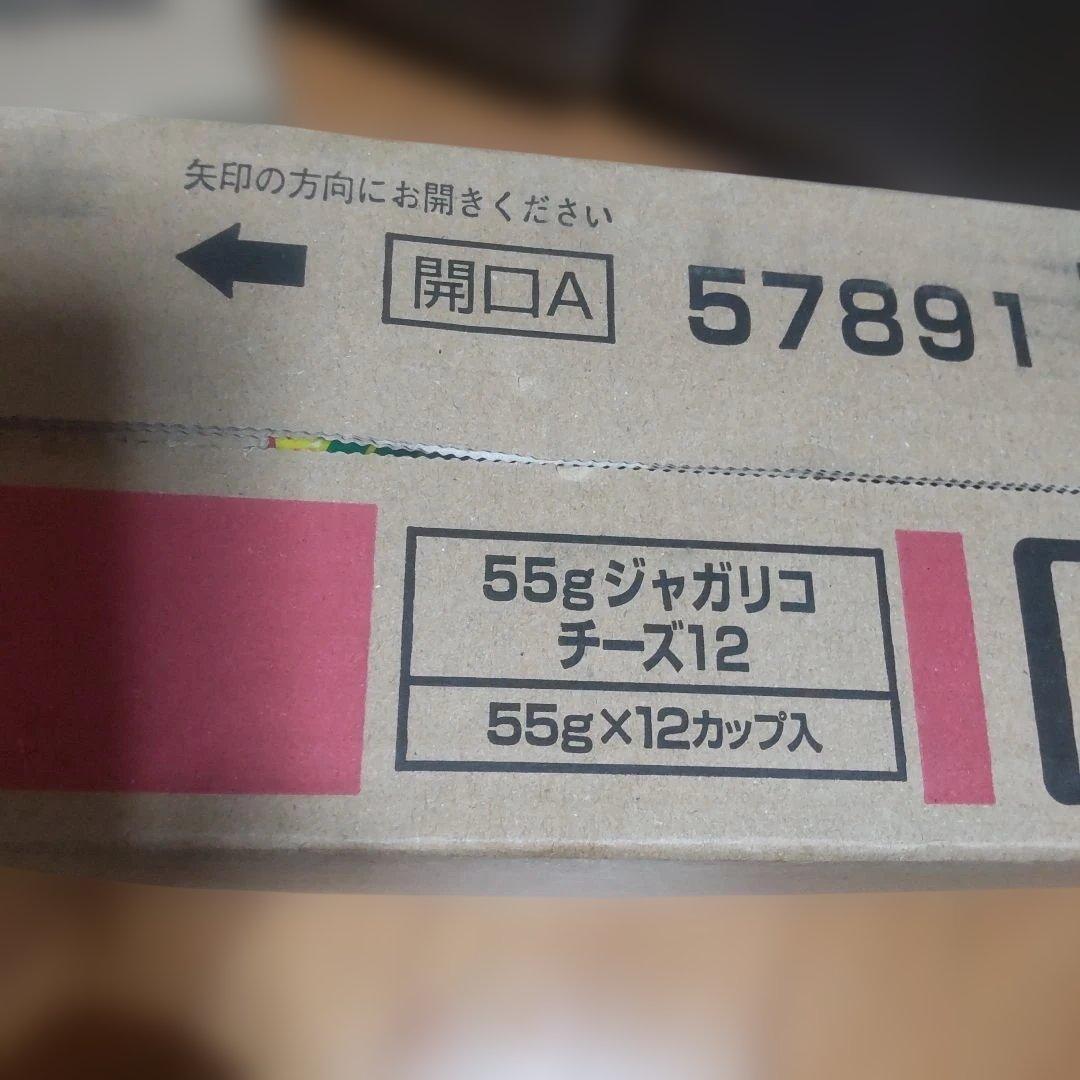 矢印の方向にお開きください
開口A 57891
55gジャガリコ
チーズ12
55g×12カップ入